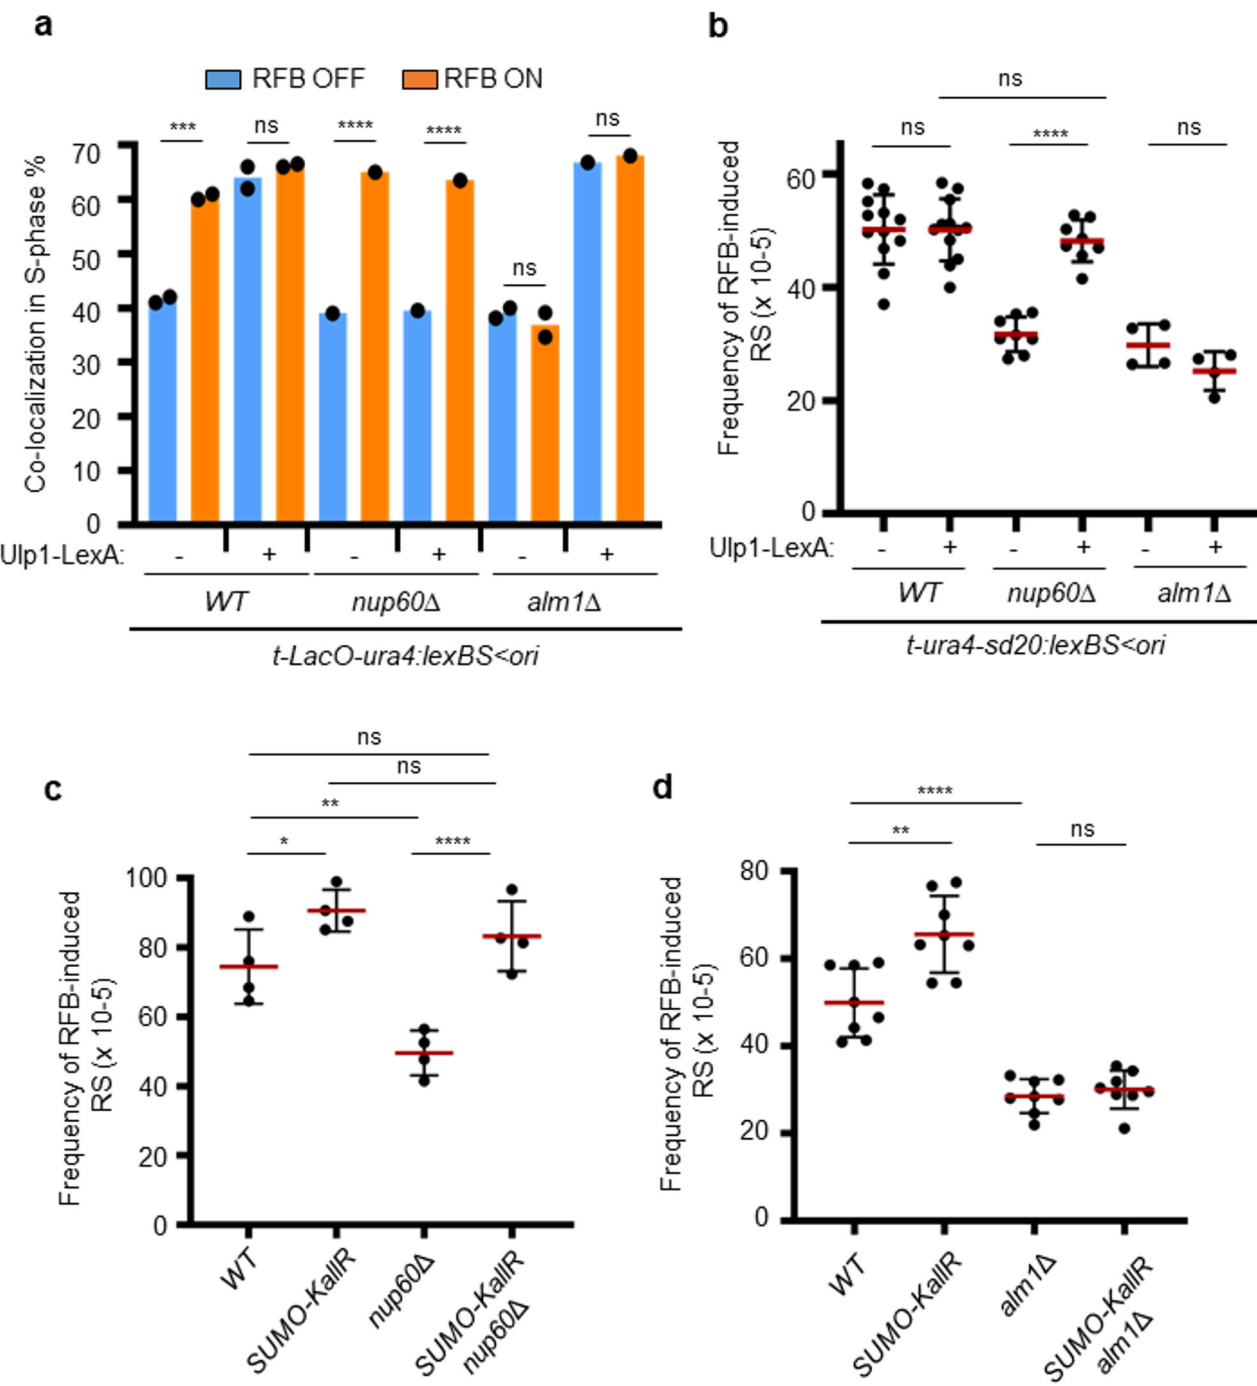 a
RFB OFF RFB ON
*** ns **** **** ns ns
Co-localization in S-phase %
70
60
50
40
30
20
10
0
Ulp1-LexA: - + - + - +
WT nup60Δ alm1Δ
t-LacO-ura4:lexBS<ori
b
ns
ns **** ns
Frequency of RFB-induced
RS (x 10-5)
60
40
20
0
Ulp1-LexA: - + - + - +
WT nup60Δ alm1Δ
t-ura4-sd20:lexBS<ori
c
ns
ns
**
* ****
Frequency of RFB-induced
RS (x 10-5)
100
80
60
40
20
0
WT
SUMO-KallR
nup60Δ
SUMO-KallR
nup60Δ
d
****
** ns
Frequency of RFB-induced
RS (x 10-5)
80
60
40
20
0
WT
SUMO-KallR
alm1Δ
SUMO-KallR
alm1Δ